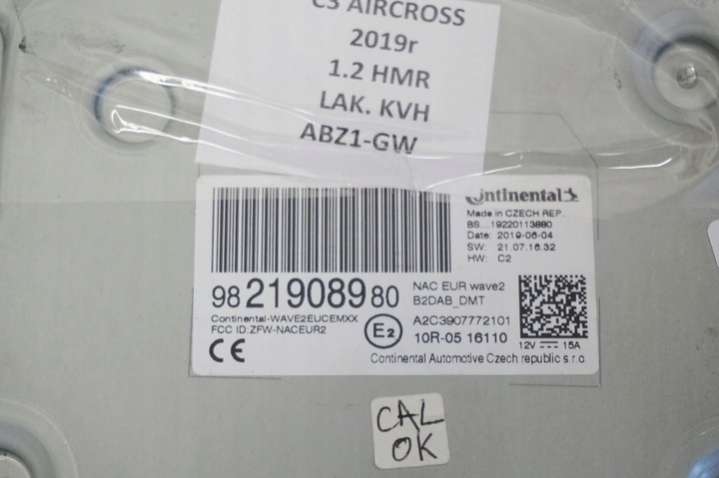 C3 AIRCROSS
2019r
1.2 HMR
LAK. KVH
ABZ1-GW
Continental
Made in CZECH REP.
BS...19220113880
Date: 2019-06-04
SW: 21.07.16.32
HW: C2
98 219089 80
NAC EUR wave2
B2DAB_DMT
Continental-WAVE2EUCEMXX
FCC ID:ZFW-NACEUR2
CE
E2
A2C3907772101
10R-05 16110
12V 15A
Continental Automotive Czech republic s.r.o.
CAL
OK